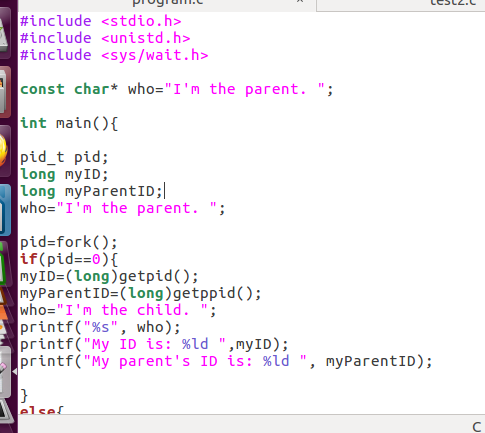 program.c × test2.c
#include <stdio.h>
#include <unistd.h>
#include <sys/wait.h>
const char* who="I'm the parent. ";
int main(){
pid_t pid;
long myID;
long myParentID;
who="I'm the parent. ";
pid=fork();
if(pid==0){
myID=(long)getpid();
myParentID=(long)getppid();
who="I'm the child. ";
printf("%s", who);
printf("My ID is: %ld ",myID);
printf("My parent's ID is: %ld ", myParentID);
}
else{
C